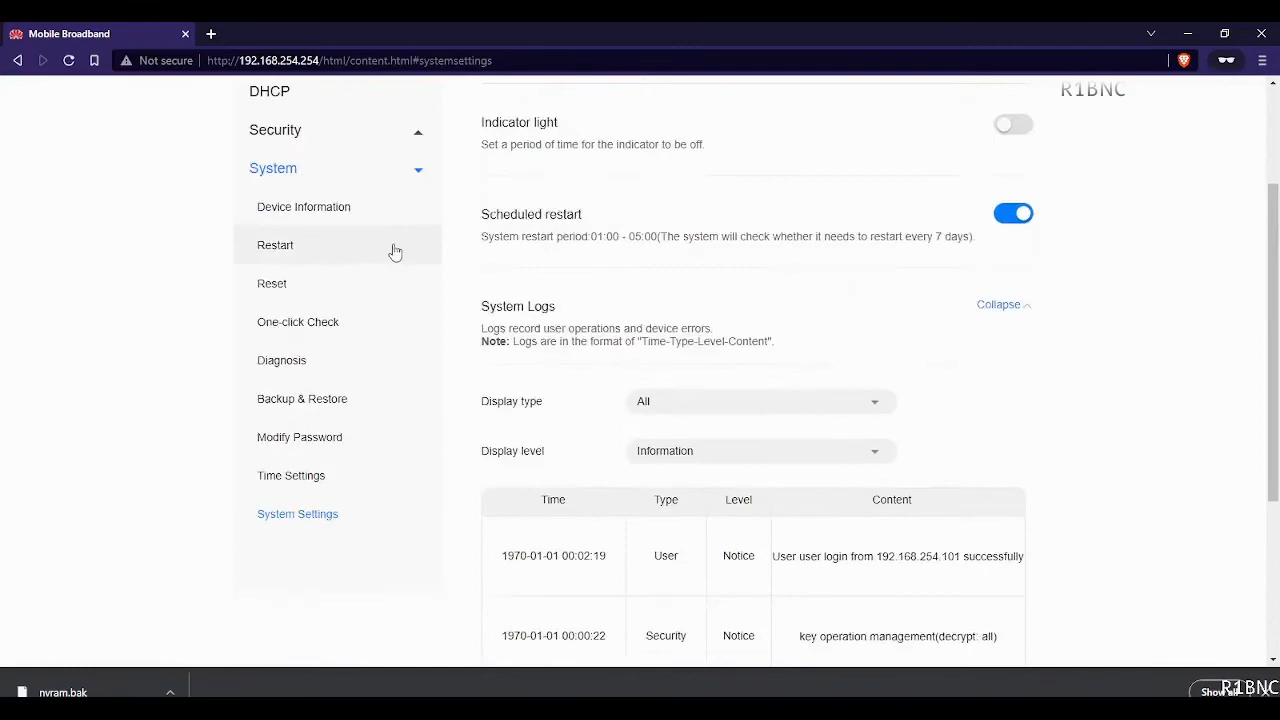 Mobile Broadband
Not secure
http://192.168.254.254/html/content.html#systemsettings
R1BNC
DHCP
Security
System
Device Information
Restart
Reset
One-click Check
Diagnosis
Backup & Restore
Modify Password
Time Settings
System Settings
Indicator light
Set a period of time for the indicator to be off.
Scheduled restart
System restart period:01:00 - 05:00(The system will check whether it needs to restart every 7 days).
System Logs
Collapse
Logs record user operations and device errors.
Note: Logs are in the format of "Time-Type-Level-Content".
Display type All
Display level Information
Time Type Level Content
1970-01-01 00:02:19 User Notice User user login from 192.168.254.101 successfully
1970-01-01 00:00:22 Security Notice key operation management(decrypt: all)
nvram.bak
Show
R1BNC